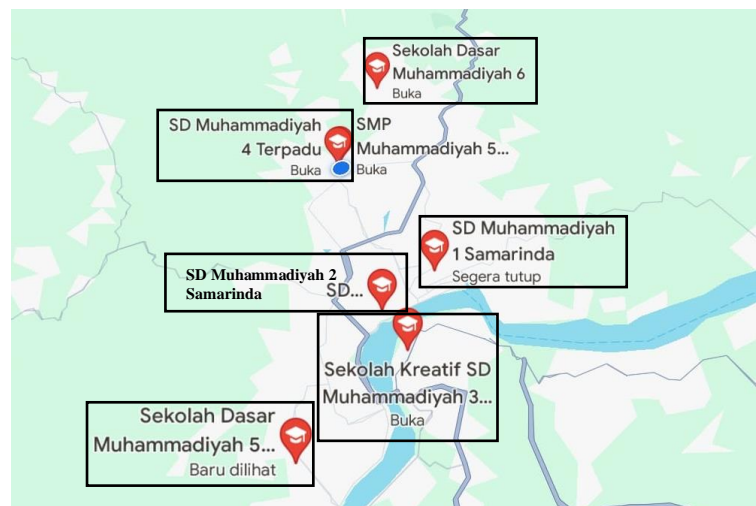 Sekolah Dasar
Muhammadiyah 6
Buka
SD Muhammadiyah
4 Terpadu
Buka
SMP
Muhammadiyah 5...
Buka
SD Muhammadiyah
1 Samarinda
Segera tutup
SD Muhammadiyah 2
Samarinda
SD...
Sekolah Kreatif SD
Muhammadiyah 3...
Buka
Sekolah Dasar
Muhammadiyah 5...
Baru dilihat